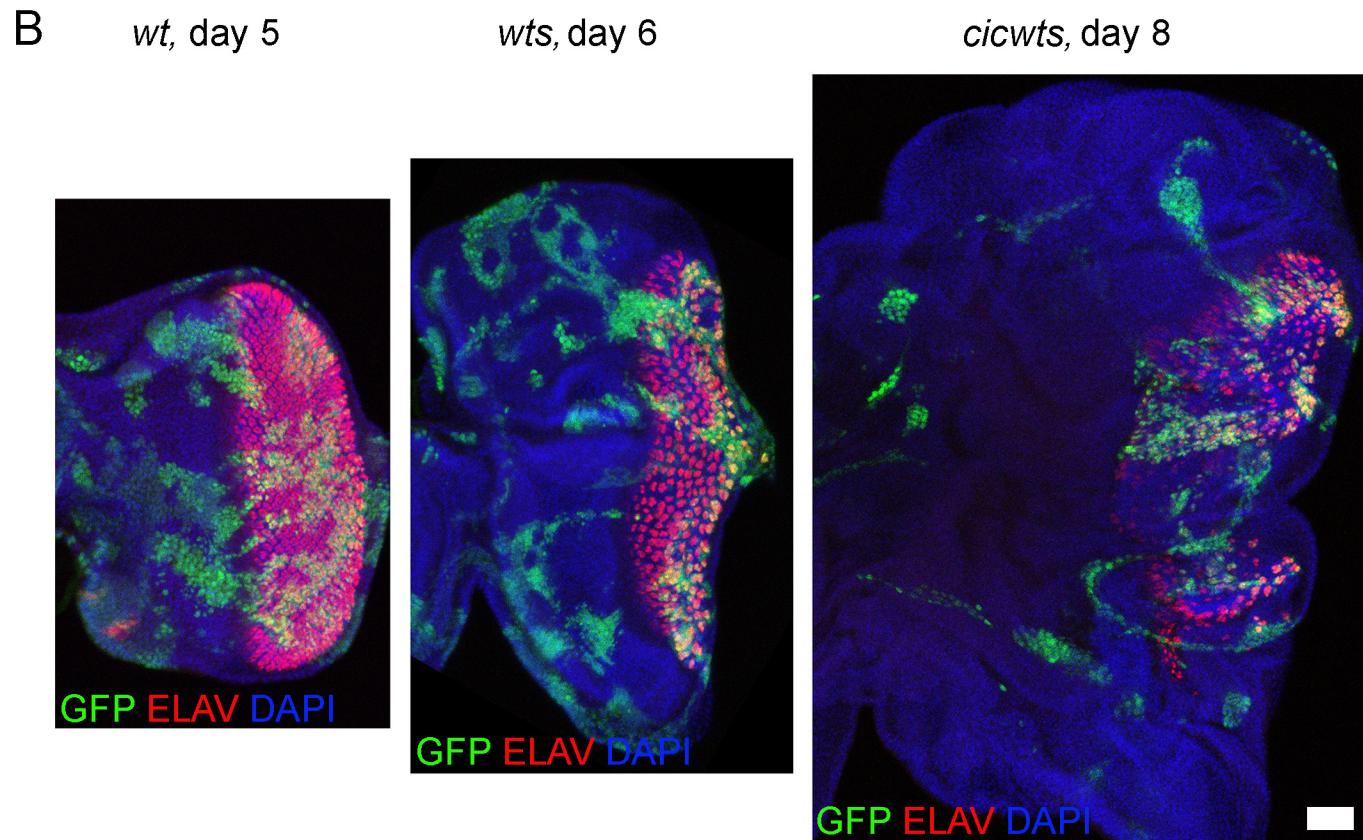 B
wt, day 5
wts, day 6
cicwts, day 8
GFP ELAV DAPI
GFP ELAV DAPI
GFP ELAV DAPI